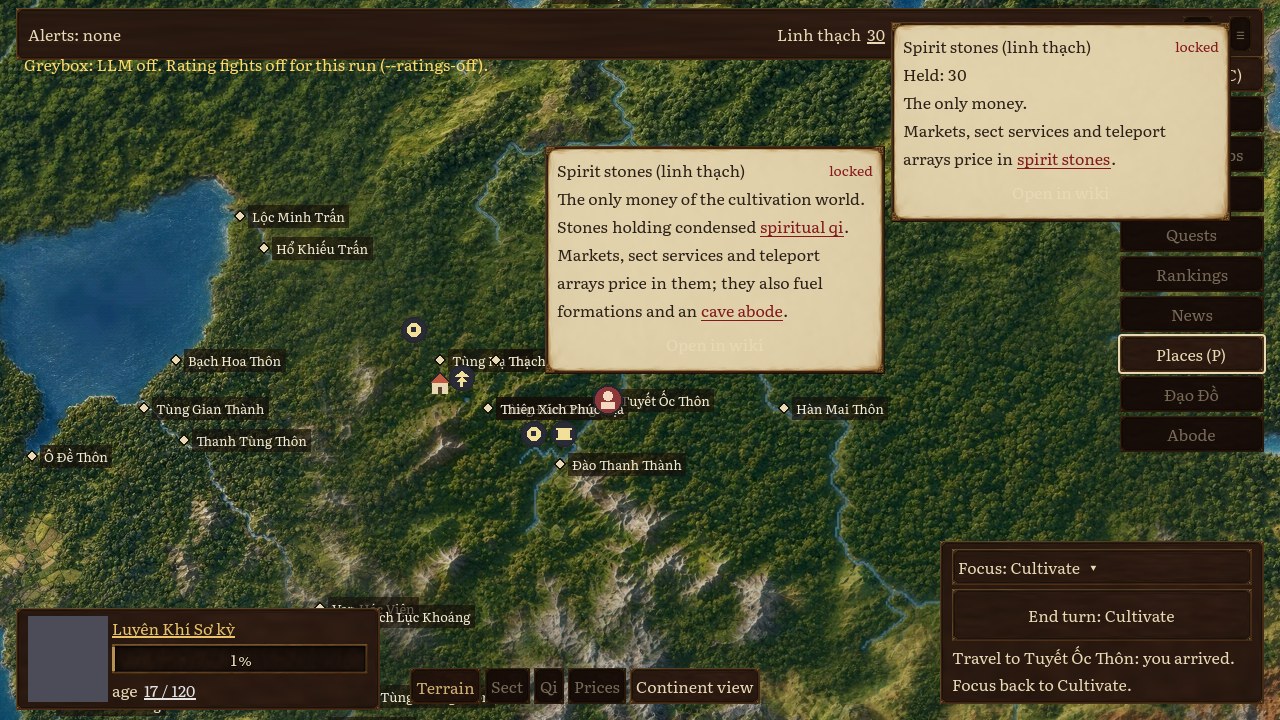 Alerts: none
Linh thạch 30
Greybox: LLM off. Rating fights off for this run (--ratings-off).
Spirit stones (linh thạch)
locked
Held: 30
The only money.
Markets, sect services and teleport
arrays price in spirit stones.
Open in wiki
Spirit stones (linh thạch)
locked
The only money of the cultivation world.
Stones holding condensed spiritual qi.
Markets, sect services and teleport
arrays price in them; they also fuel
formations and an cave abode.
Open in wiki
Quests
Rankings
News
Places (P)
Đạo Đồ
Abode
Lộc Minh Trấn
Hổ Khiếu Trấn
Bạch Hoa Thôn
Tùng Gian Thành
Thanh Tùng Thôn
Ô Đề Thôn
Thạch
Tuyết Ốc Thôn
Hàn Mai Thôn
Đào Thanh Thành
Lục Khoáng
Luyện Khí Sơ kỳ
1%
age 17 / 120
Terrain
Sect
Qi
Prices
Continent view
Focus: Cultivate
End turn: Cultivate
Travel to Tuyết Ốc Thôn: you arrived.
Focus back to Cultivate.